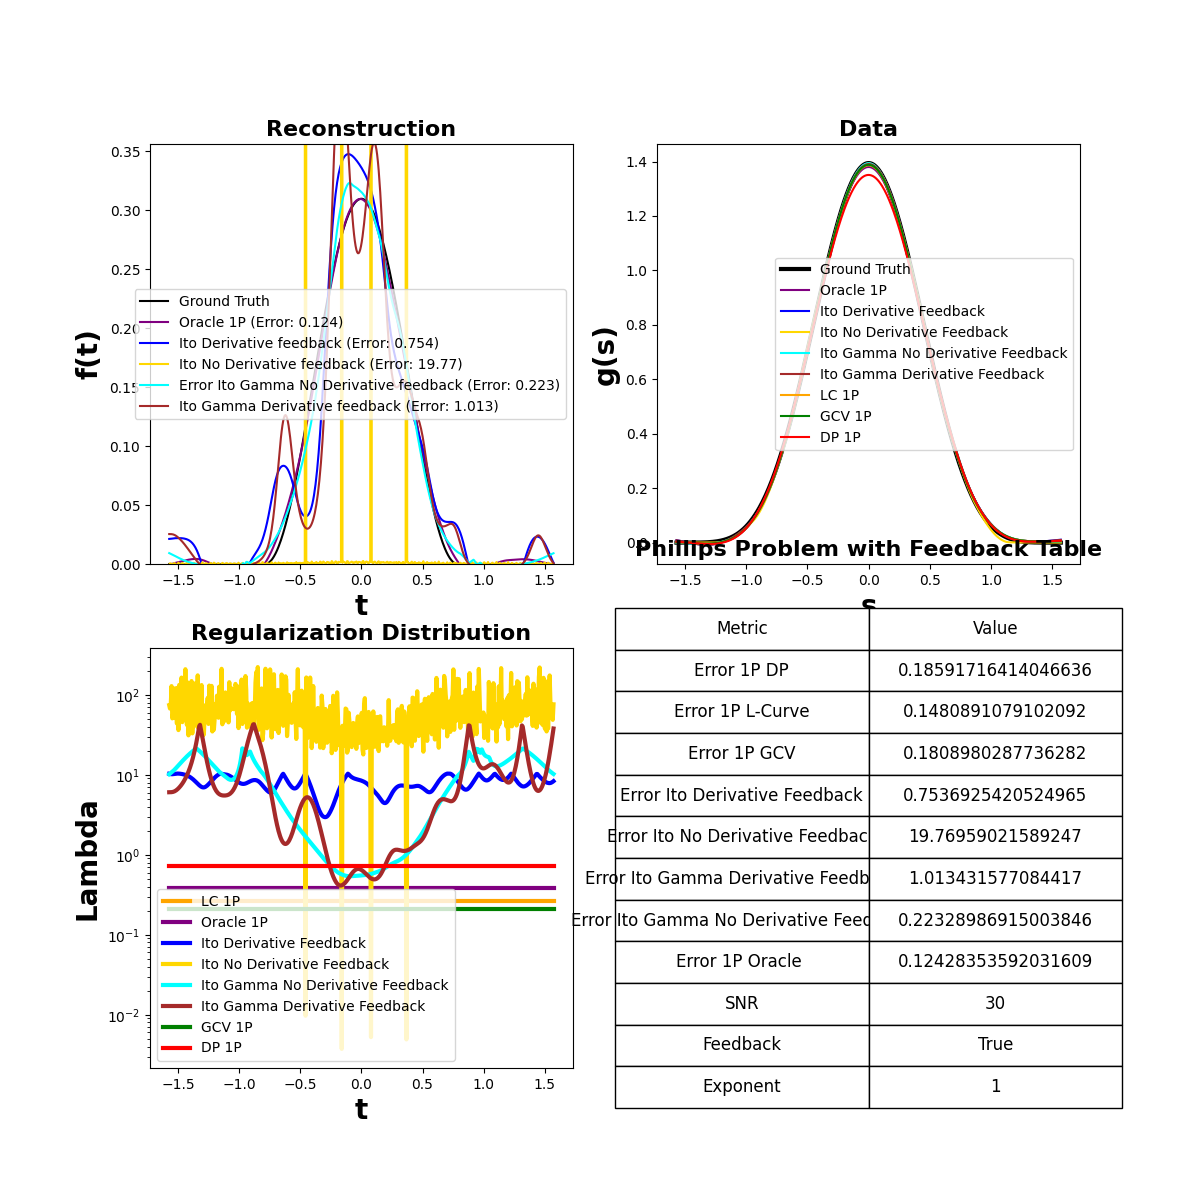 Reconstruction
f(t)
0.35
0.30
0.25
0.20
0.15
0.10
0.05
0.00
Ground Truth
Oracle 1P (Error: 0.124)
Ito Derivative feedback (Error: 0.754)
Ito No Derivative feedback (Error: 19.77)
Error Ito Gamma No Derivative feedback (Error: 0.223)
Ito Gamma Derivative feedback (Error: 1.013)
−1.5 −1.0 −0.5 0.0 0.5 1.0 1.5
t
Data
g(s)
1.4
1.2
1.0
0.8
0.6
0.4
0.2
0.0
Ground Truth
Oracle 1P
Ito Derivative Feedback
Ito No Derivative Feedback
Ito Gamma No Derivative Feedback
Ito Gamma Derivative Feedback
LC 1P
GCV 1P
DP 1P
−1.5 −1.0 −0.5 0.0 0.5 1.0 1.5
s
Regularization Distribution
Lambda
10²
10¹
10⁰
10⁻¹
10⁻²
LC 1P
Oracle 1P
Ito Derivative Feedback
Ito No Derivative Feedback
Ito Gamma No Derivative Feedback
Ito Gamma Derivative Feedback
GCV 1P
DP 1P
−1.5 −1.0 −0.5 0.0 0.5 1.0 1.5
t
Phillips Problem with Feedback Table
Metric Value
Error 1P DP 0.18591716414046636
Error 1P L-Curve 0.1480891079102092
Error 1P GCV 0.1808980287736282
Error Ito Derivative Feedback 0.7536925420524965
Error Ito No Derivative Feedbac 19.76959021589247
Error Ito Gamma Derivative Feedb 1.013431577084417
Error Ito Gamma No Derivative Feed 0.22328986915003846
Error 1P Oracle 0.12428353592031609
SNR 30
Feedback True
Exponent 1